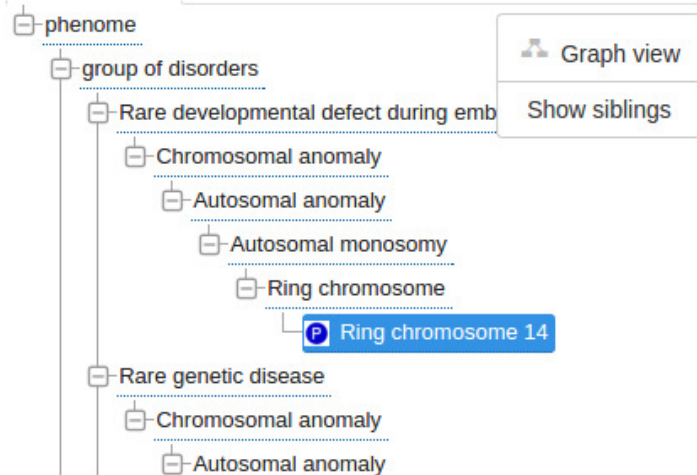 phenome
group of disorders
Rare developmental defect during emb
Chromosomal anomaly
Autosomal anomaly
Autosomal monosomy
Ring chromosome
P Ring chromosome 14
Rare genetic disease
Chromosomal anomaly
Autosomal anomaly
Graph view
Show siblings